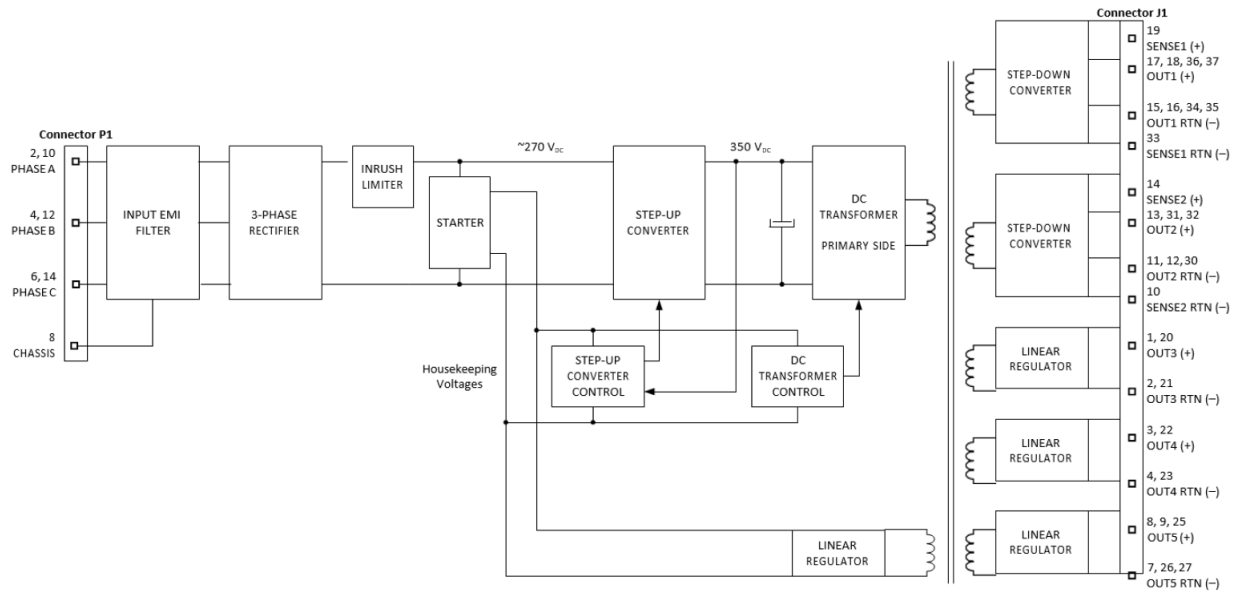 Connector P1
2, 10
PHASE A
4, 12
PHASE B
6, 14
PHASE C
8
CHASSIS
INPUT EMI
FILTER
3-PHASE
RECTIFIER
INRUSH
LIMITER
STARTER
~270 VDC
STEP-UP
CONVERTER
350 VDC
DC
TRANSFORMER
PRIMARY SIDE
Housekeeping
Voltages
STEP-UP
CONVERTER
CONTROL
DC
TRANSFORMER
CONTROL
LINEAR
REGULATOR
STEP-DOWN
CONVERTER
STEP-DOWN
CONVERTER
LINEAR
REGULATOR
LINEAR
REGULATOR
LINEAR
REGULATOR
Connector J1
19
SENSE1 (+)
17, 18, 36, 37
OUT1 (+)
15, 16, 34, 35
OUT1 RTN (–)
33
SENSE1 RTN (–)
14
SENSE2 (+)
13, 31, 32
OUT2 (+)
11, 12, 30
OUT2 RTN (–)
10
SENSE2 RTN (–)
1, 20
OUT3 (+)
2, 21
OUT3 RTN (–)
3, 22
OUT4 (+)
4, 23
OUT4 RTN (–)
8, 9, 25
OUT5 (+)
7, 26, 27
OUT5 RTN (–)